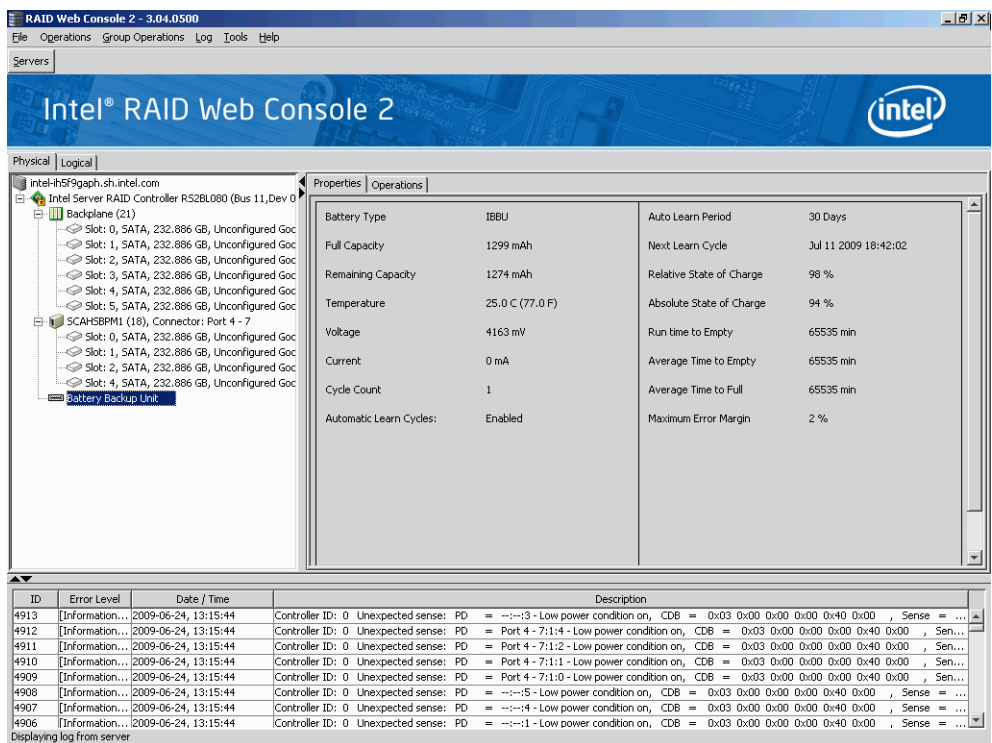 RAID Web Console 2 - 3.04.0500
File Operations Group Operations Log Tools Help
Servers
Intel® RAID Web Console 2
intel
Physical Logical
intel-ih5f9gaph.sh.intel.com
Intel Server RAID Controller RS2BL080 (Bus 11,Dev 0
Backplane (21)
Slot: 0, SATA, 232.886 GB, Unconfigured Goo
Slot: 1, SATA, 232.886 GB, Unconfigured Goo
Slot: 2, SATA, 232.886 GB, Unconfigured Goo
Slot: 3, SATA, 232.886 GB, Unconfigured Goo
Slot: 4, SATA, 232.886 GB, Unconfigured Goo
Slot: 5, SATA, 232.886 GB, Unconfigured Goo
SCAHSBPM1 (18), Connector: Port 4 - 7
Slot: 0, SATA, 232.886 GB, Unconfigured Goo
Slot: 1, SATA, 232.886 GB, Unconfigured Goo
Slot: 2, SATA, 232.886 GB, Unconfigured Goo
Slot: 4, SATA, 232.886 GB, Unconfigured Goo
Battery Backup Unit
Properties Operations
Battery Type IBBU Auto Learn Period 30 Days
Full Capacity 1299 mAh Next Learn Cycle Jul 11 2009 18:42:02
Remaining Capacity 1274 mAh Relative State of Charge 98 %
Temperature 25.0 C (77.0 F) Absolute State of Charge 94 %
Voltage 4163 mV Run time to Empty 65535 min
Current 0 mA Average Time to Empty 65535 min
Cycle Count 1 Average Time to Full 65535 min
Automatic Learn Cycles: Enabled Maximum Error Margin 2 %
ID Error Level Date / Time Description
4913 [Information... 2009-06-24, 13:15:44 Controller ID: 0 Unexpected sense: PD = --:--:3 - Low power condition on, CDB = 0x03 0x00 0x00 0x00 0x40 0x00 , Sense = ...
4912 [Information... 2009-06-24, 13:15:44 Controller ID: 0 Unexpected sense: PD = Port 4 - 7:1:4 - Low power condition on, CDB = 0x03 0x00 0x00 0x00 0x40 0x00 , Sen...
4911 [Information... 2009-06-24, 13:15:44 Controller ID: 0 Unexpected sense: PD = Port 4 - 7:1:2 - Low power condition on, CDB = 0x03 0x00 0x00 0x00 0x40 0x00 , Sen...
4910 [Information... 2009-06-24, 13:15:44 Controller ID: 0 Unexpected sense: PD = Port 4 - 7:1:1 - Low power condition on, CDB = 0x03 0x00 0x00 0x00 0x40 0x00 , Sen...
4909 [Information... 2009-06-24, 13:15:44 Controller ID: 0 Unexpected sense: PD = Port 4 - 7:1:0 - Low power condition on, CDB = 0x03 0x00 0x00 0x00 0x40 0x00 , Sen...
4908 [Information... 2009-06-24, 13:15:44 Controller ID: 0 Unexpected sense: PD = --:--:5 - Low power condition on, CDB = 0x03 0x00 0x00 0x00 0x40 0x00 , Sense = ...
4907 [Information... 2009-06-24, 13:15:44 Controller ID: 0 Unexpected sense: PD = --:--:4 - Low power condition on, CDB = 0x03 0x00 0x00 0x00 0x40 0x00 , Sense = ...
4906 [Information... 2009-06-24, 13:15:44 Controller ID: 0 Unexpected sense: PD = --:--:1 - Low power condition on, CDB = 0x03 0x00 0x00 0x00 0x40 0x00 , Sense = ...
Displaying log from server